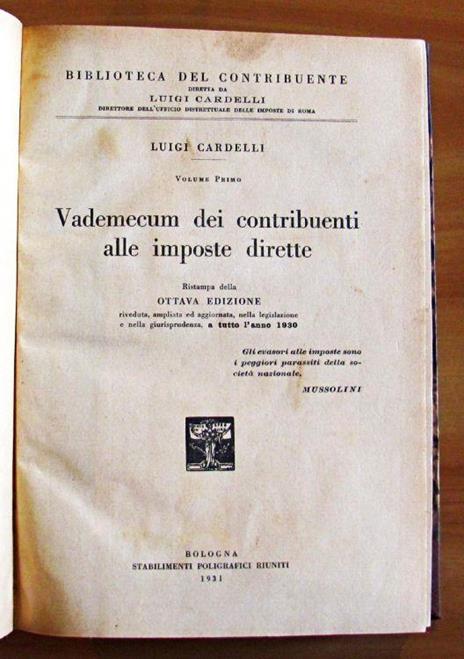 BIBLIOTECA DEL CONTRIBUENTE
DIRETTA DA
LUIGI CARDELLI
DIRETTORE DELL'UFFICIO DISTRETTUALE DELLE IMPOSTE DI ROMA
LUIGI CARDELLI
VOLUME PRIMO
Vademecum dei contribuenti
alle imposte dirette
Ristampa della
OTTAVA EDIZIONE
riveduta, ampliata ed aggiornata, nella legislazione
e nella giurisprudenza, a tutto l'anno 1930
Gli evasori alle imposte sono
i peggiori parassiti della so-
cietà nazionale.
MUSSOLINI
BOLOGNA
STABILIMENTI POLIGRAFICI RIUNITI
1931